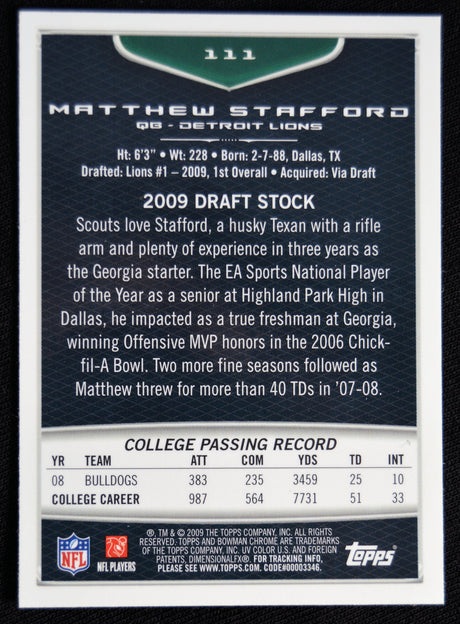 111
MATTHEW STAFFORD
QB - DETROIT LIONS
Ht: 6'3" • Wt: 228 • Born: 2-7-88, Dallas, TX
Drafted: Lions #1 – 2009, 1st Overall • Acquired: Via Draft
2009 DRAFT STOCK
Scouts love Stafford, a husky Texan with a rifle
arm and plenty of experience in three years as
the Georgia starter. The EA Sports National Player
of the Year as a senior at Highland Park High in
Dallas, he impacted as a true freshman at Georgia,
winning Offensive MVP honors in the 2006 Chick-
fil-A Bowl. Two more fine seasons followed as
Matthew threw for more than 40 TDs in '07-08.
COLLEGE PASSING RECORD
YR TEAM ATT COM YDS TD INT
08 BULLDOGS 383 235 3459 25 10
COLLEGE CAREER 987 564 7731 51 33
®, TM & © 2009 THE TOPPS COMPANY, INC. ALL RIGHTS
RESERVED. TOPPS AND BOWMAN CHROME ARE TRADEMARKS
OF THE TOPPS COMPANY, INC. UV COLOR U.S. AND FOREIGN
PATENTS, DIMENSIONALFX®. FOR TRACKING INFO,
PLEASE SEE WWW.TOPPS.COM. CODE#00003346.
NFL
NFL PLAYERS
Topps